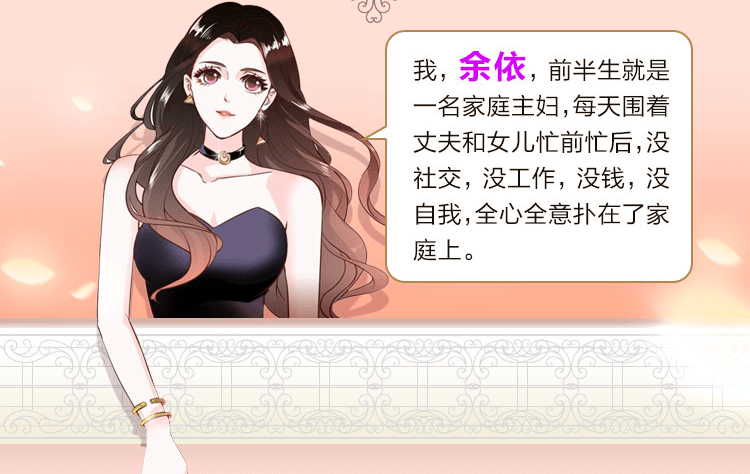 我，余依，前半生就是
一名家庭主妇，每天围着
丈夫和女儿忙前忙后，没
社交，没工作，没钱，没
自我，全心全意扑在了家
庭上。